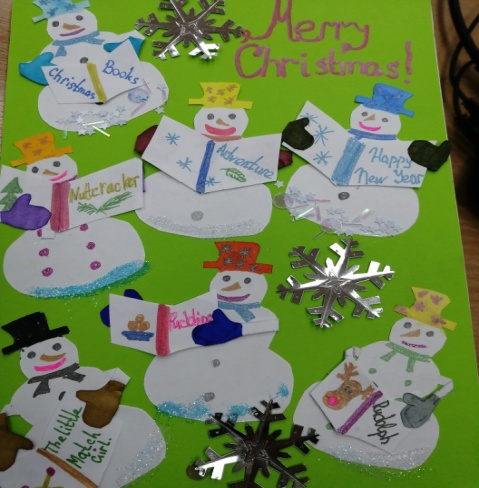 Merry
Christmas!
Christmas Books
Adventure
Happy
New Year
Nutcracker
Pudding
Rudolph
The little
Match
Girl.